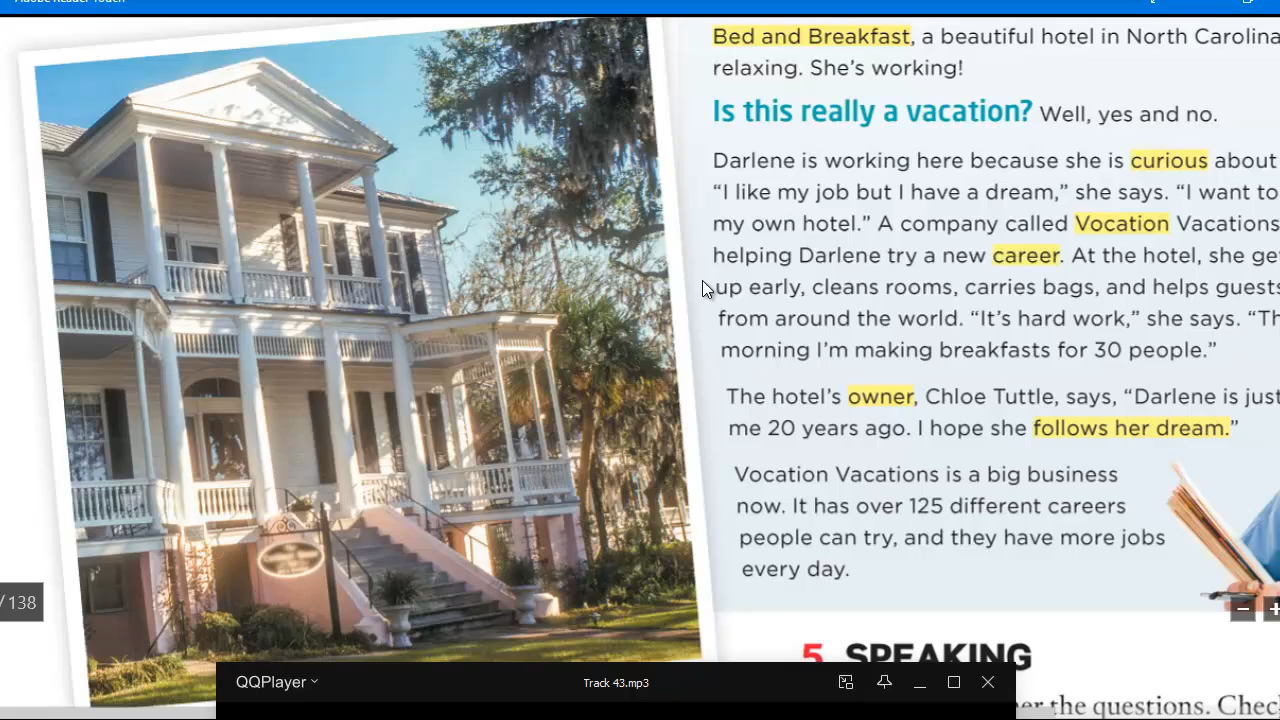 Bed and Breakfast, a beautiful hotel in North Carolina
relaxing. She's working!
Is this really a vacation? Well, yes and no.
Darlene is working here because she is curious about
"I like my job but I have a dream," she says. "I want to
my own hotel." A company called Vocation Vacations
helping Darlene try a new career. At the hotel, she
up early, cleans rooms, carries bags, and helps guests
from around the world. "It's hard work," she says.
morning I'm making breakfasts for 30 people."
The hotel's owner, Chloe Tuttle, says, "Darlene is just
me 20 years ago. I hope she follows her dream."
Vocation Vacations is a big business
now. It has over 125 different careers
people can try, and they have more jobs
every day.
/ 138
5 SPEAKING
QQPlayer
Track 43.mp3
the questions.